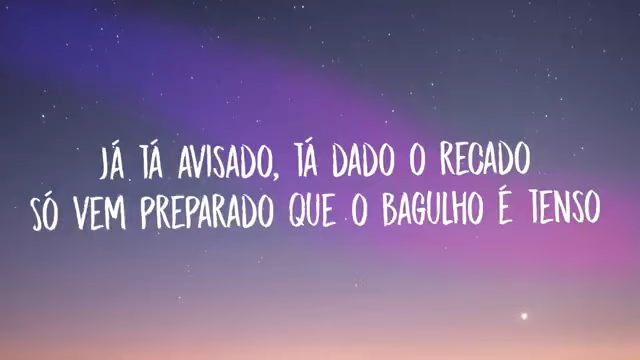 JÁ TÁ AVISADO, TÁ DADO O RECADO
SÓ VEM PREPARADO QUE O BAGULHO É TENSO